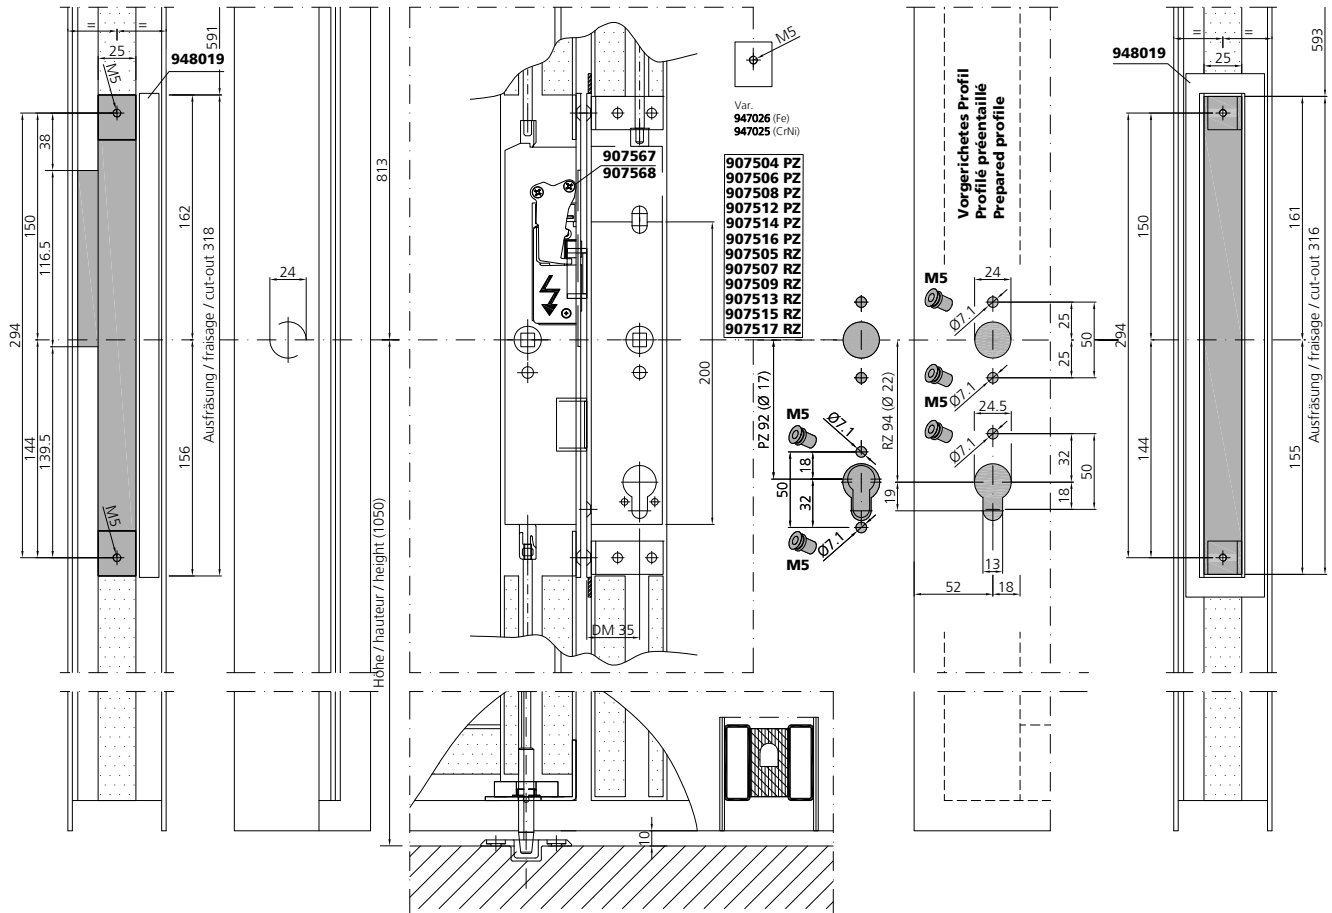 =
=
25
M5
948019
591
38
150
116.5
294
144
139.5
M5
162
156
Ausfräsung / fraisage / cut-out 318
24
813
Höhe / hauteur / height (1050)
M5
Var.
947026 (Fe)
947025 (CrNi)
907567
907568
907504 PZ
907506 PZ
907508 PZ
907512 PZ
907514 PZ
907516 PZ
907505 RZ
907507 RZ
907509 RZ
907513 RZ
907515 RZ
907517 RZ
200
DM 35
10
PZ 92 (Ø 17)
M5
Ø7.1
18
50
32
Ø7.1
M5
RZ 94 (Ø 22)
19
Vorgerichetes Profil
Profilé préentaillé
Prepared profile
M5
24
Ø7.1
25
50
25
M5
Ø7.1
24.5
Ø7.1
32
50
18
13
52
18
948019
=
=
25
593
150
294
144
161
155
Ausfräsung / fraisage / cut-out 316